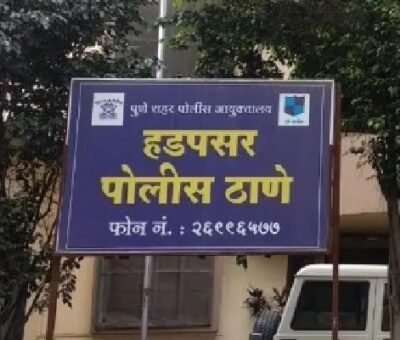 पुणे शहर पोलीस आयुक्तालय
हडपसर
पोलीस ठाणे
फोन नं. : २६९९६५७७